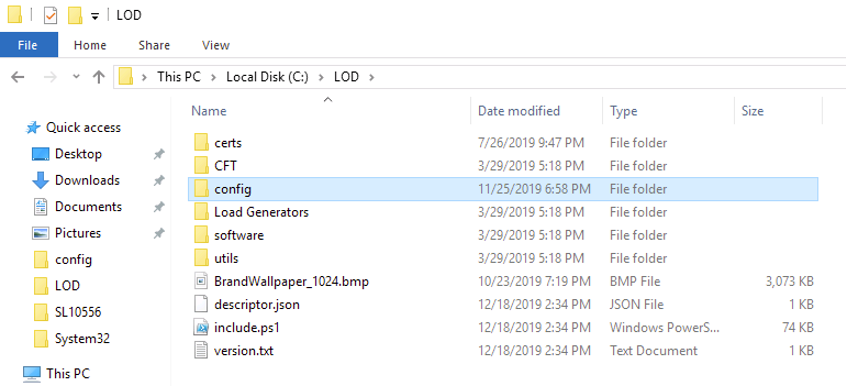 LOD
File Home Share View
This PC Local Disk (C:) LOD
Name Date modified Type Size
Quick access
Desktop
Downloads
Documents
Pictures
config
LOD
SL10556
System32
This PC
certs 7/26/2019 9:47 PM File folder
CFT 3/29/2019 5:18 PM File folder
config 11/25/2019 6:58 PM File folder
Load Generators 3/29/2019 5:18 PM File folder
software 3/29/2019 5:18 PM File folder
utils 3/29/2019 5:18 PM File folder
BrandWallpaper_1024.bmp 10/23/2019 7:19 PM BMP File 3,073 KB
descriptor.json 12/18/2019 2:34 PM JSON File 1 KB
include.ps1 12/18/2019 2:34 PM Windows PowerS... 74 KB
version.txt 12/18/2019 2:34 PM Text Document 1 KB